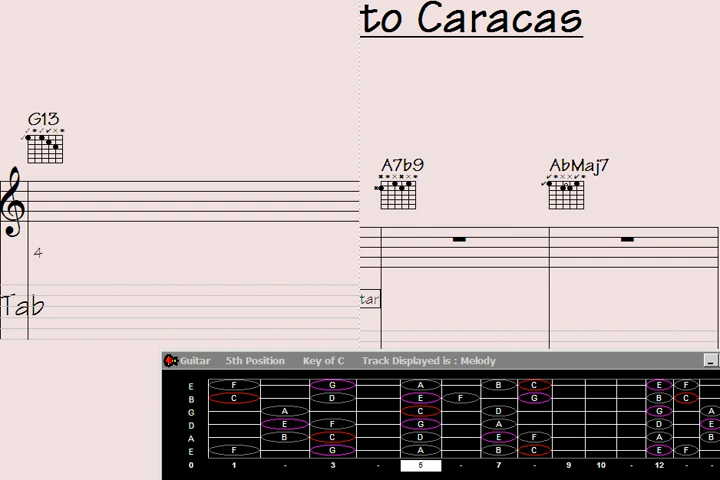 to Caracas
G13
A7b9
AbMaj7
4
Tab
tar
Guitar 5th Position Key of C Track Displayed is : Melody
E F G A B C E F
B C D E F G B C
G A C D G A
D E F G A D E
A B C D E F A B
E F G A B C E F
0 1 - 3 - 5 - 7 - 9 10 - 12 - -